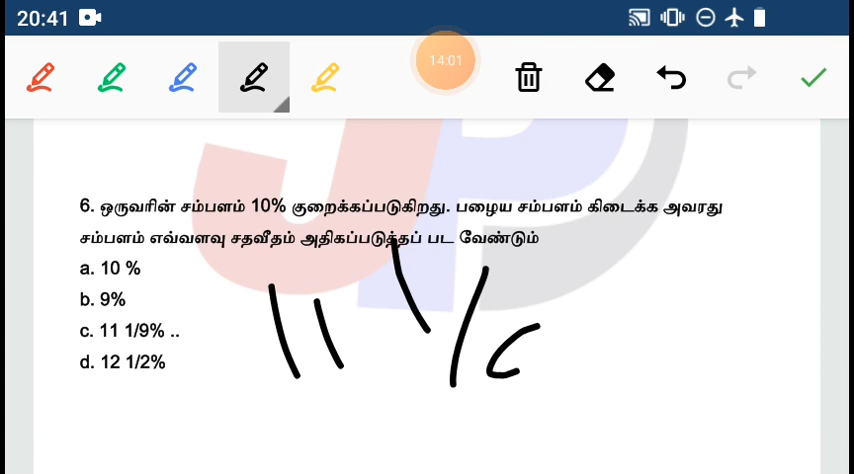 20:41
14:01
6. ஒருவரின் சம்பளம் 10% குறைக்கப்படுகிறது. பழைய சம்பளம் கிடைக்க அவரது
சம்பளம் எவ்வளவு சதவீதம் அதிகப்படுத்தப் பட வேண்டும்
a. 10 %
b. 9%
c. 11 1/9% ..
d. 12 1/2%